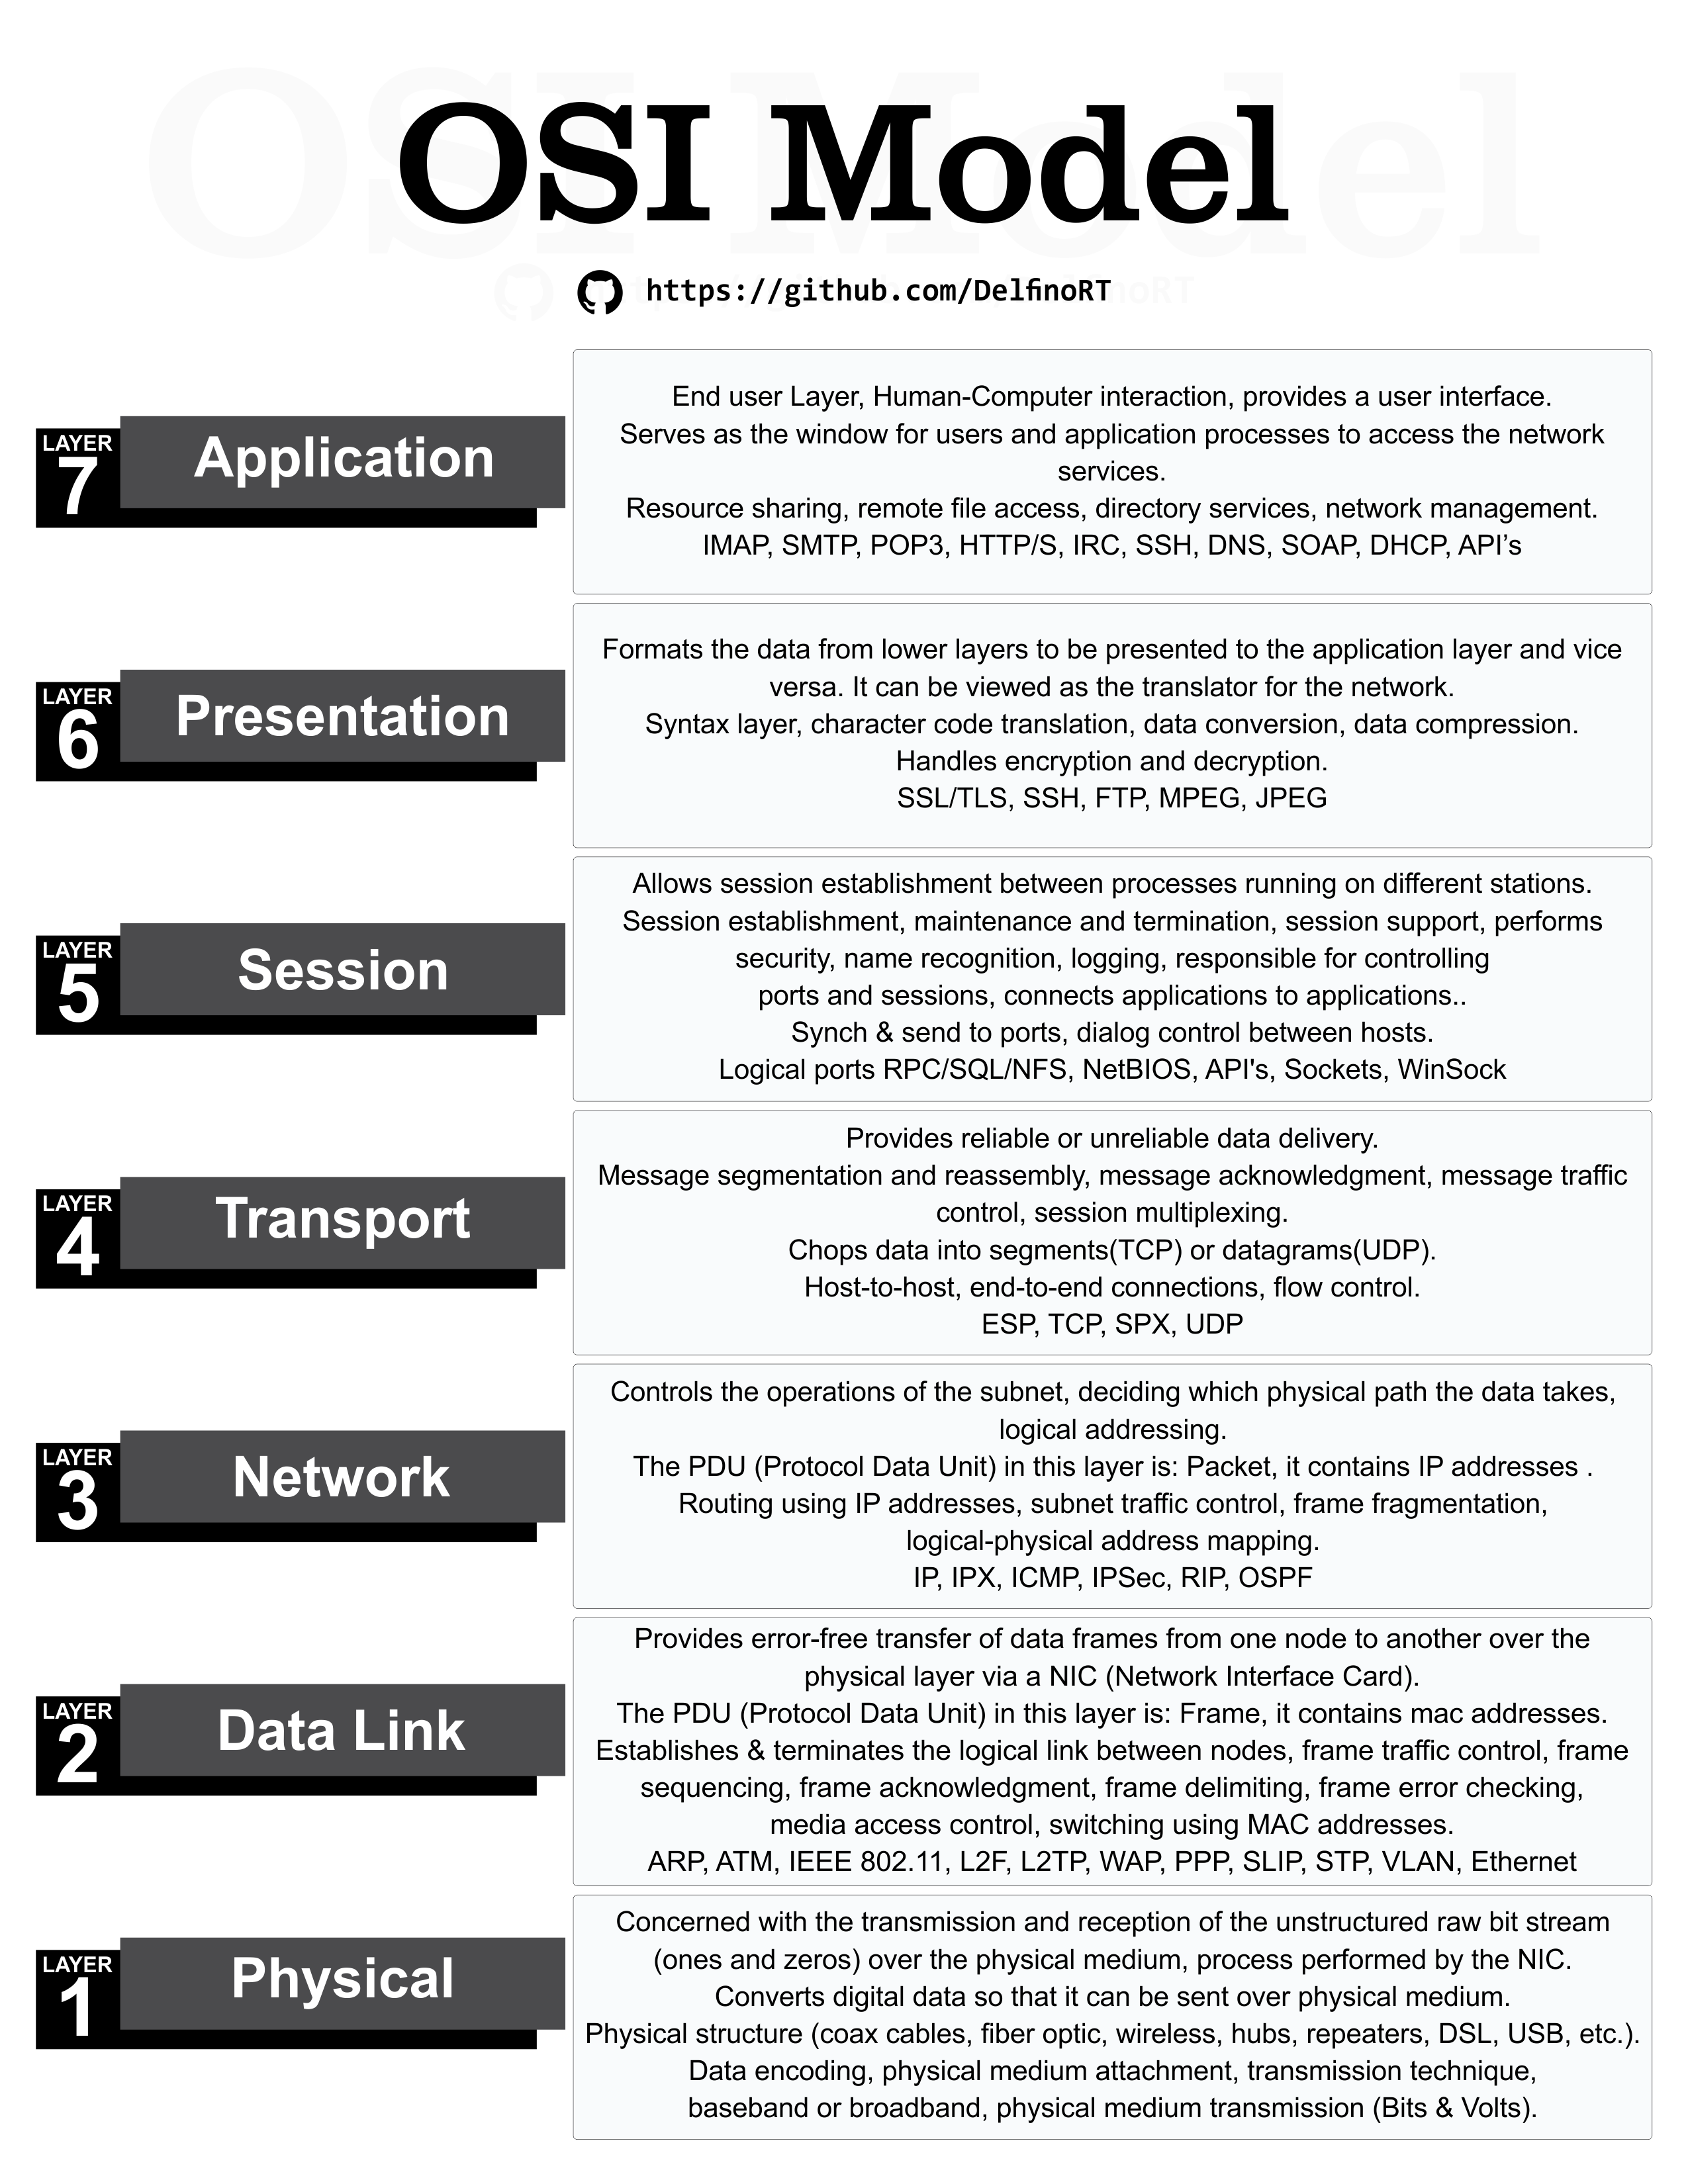 OSI Model
https://github.com/DelfinoRT
LAYER
7
Application
End user Layer, Human-Computer interaction, provides a user interface.
Serves as the window for users and application processes to access the network
services.
Resource sharing, remote file access, directory services, network management.
IMAP, SMTP, POP3, HTTP/S, IRC, SSH, DNS, SOAP, DHCP, API’s
LAYER
6
Presentation
Formats the data from lower layers to be presented to the application layer and vice
versa. It can be viewed as the translator for the network.
Syntax layer, character code translation, data conversion, data compression.
Handles encryption and decryption.
SSL/TLS, SSH, FTP, MPEG, JPEG
LAYER
5
Session
Allows session establishment between processes running on different stations.
Session establishment, maintenance and termination, session support, performs
security, name recognition, logging, responsible for controlling
ports and sessions, connects applications to applications..
Synch & send to ports, dialog control between hosts.
Logical ports RPC/SQL/NFS, NetBIOS, API's, Sockets, WinSock
LAYER
4
Transport
Provides reliable or unreliable data delivery.
Message segmentation and reassembly, message acknowledgment, message traffic
control, session multiplexing.
Chops data into segments(TCP) or datagrams(UDP).
Host-to-host, end-to-end connections, flow control.
ESP, TCP, SPX, UDP
LAYER
3
Network
Controls the operations of the subnet, deciding which physical path the data takes,
logical addressing.
The PDU (Protocol Data Unit) in this layer is: Packet, it contains IP addresses .
Routing using IP addresses, subnet traffic control, frame fragmentation,
logical-physical address mapping.
IP, IPX, ICMP, IPSec, RIP, OSPF
LAYER
2
Data Link
Provides error-free transfer of data frames from one node to another over the
physical layer via a NIC (Network Interface Card).
The PDU (Protocol Data Unit) in this layer is: Frame, it contains mac addresses.
Establishes & terminates the logical link between nodes, frame traffic control, frame
sequencing, frame acknowledgment, frame delimiting, frame error checking,
media access control, switching using MAC addresses.
ARP, ATM, IEEE 802.11, L2F, L2TP, WAP, PPP, SLIP, STP, VLAN, Ethernet
LAYER
1
Physical
Concerned with the transmission and reception of the unstructured raw bit stream
(ones and zeros) over the physical medium, process performed by the NIC.
Converts digital data so that it can be sent over physical medium.
Physical structure (coax cables, fiber optic, wireless, hubs, repeaters, DSL, USB, etc.).
Data encoding, physical medium attachment, transmission technique,
baseband or broadband, physical medium transmission (Bits & Volts).